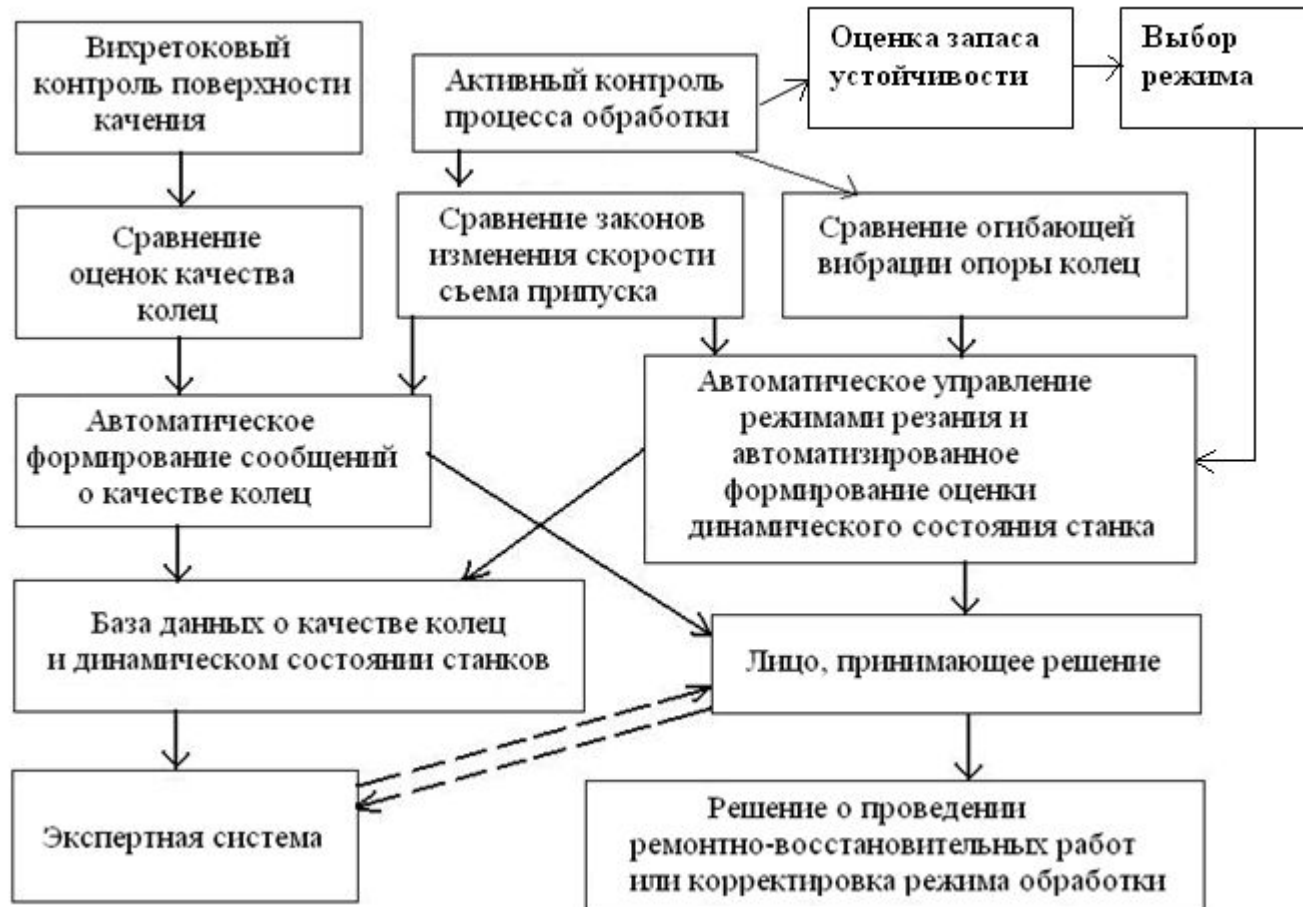 Вихретоковый
контроль поверхности
качения
Активный контроль
процесса обработки
Оценка запаса
устойчивости
Выбор
режима
Сравнение
оценок качества
колец
Сравнение законов
изменения скорости
сьема припуска
Сравнение огибающей
вибрации опоры колец
Автоматическое
формирование сообщений
о качестве колец
Автоматическое управление
режимами резания и
автоматизированное
формирование оценки
динамического состояния станка
База данных о качестве колец
и динамическом состоянии станков
Лицо, принимающее решение
Экспертная система
Решение о проведении
ремонтно-восстановительных работ
или корректировка режима обработки